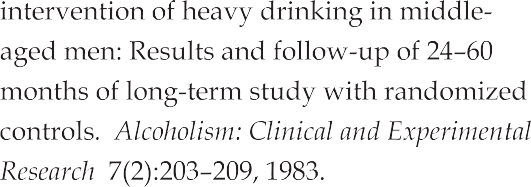 intervention of heavy drinking in middle-
aged men: Results and follow-up of 24–60
months of long-term study with randomized
controls. Alcoholism: Clinical and Experimental
Research 7(2):203–209, 1983.